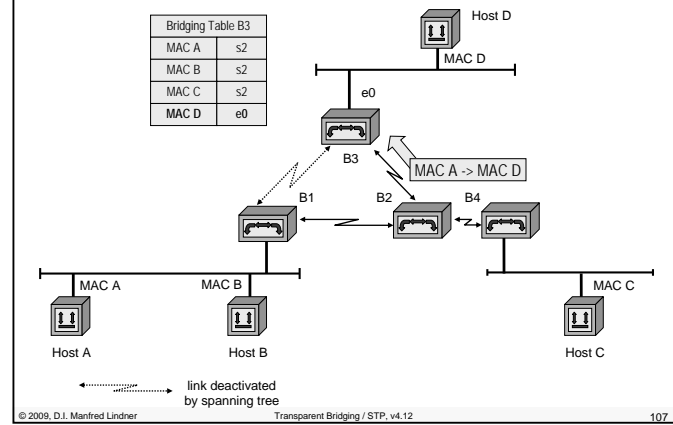 Host D
Bridging Table B3
MAC A s2
MAC B s2
MAC C s2
MAC D e0
MAC D
e0
B3
MAC A -> MAC D
B1
B2
B4
MAC A
MAC B
MAC C
Host A
Host B
Host C
link deactivated
by spanning tree
© 2009, D.I. Manfred Lindner
Transparent Bridging / STP, v4.12
107